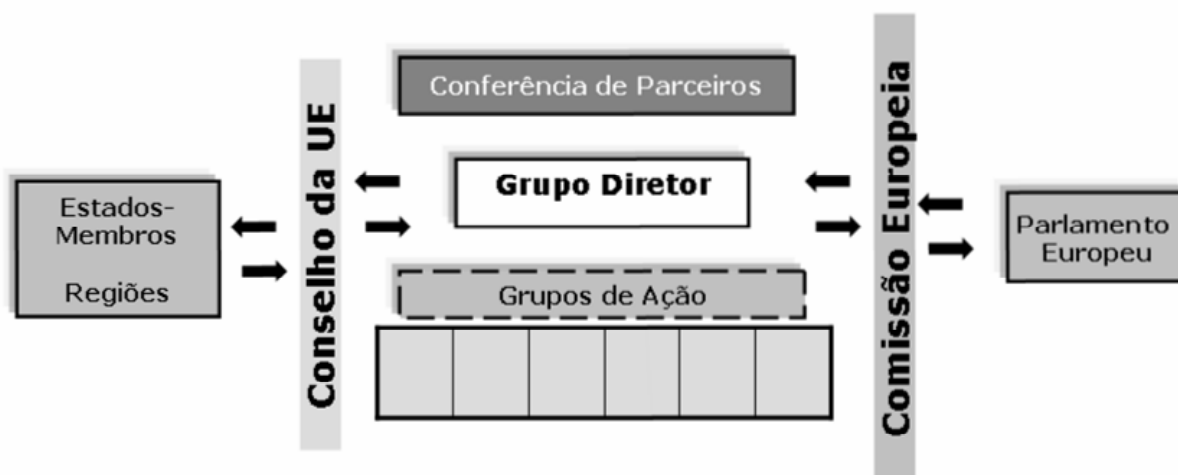 Estados-
Membros
Regiões
Conselho da UE
Conferência de Parceiros
Grupo Diretor
Grupos de Ação
Comissão Europeia
Parlamento
Europeu